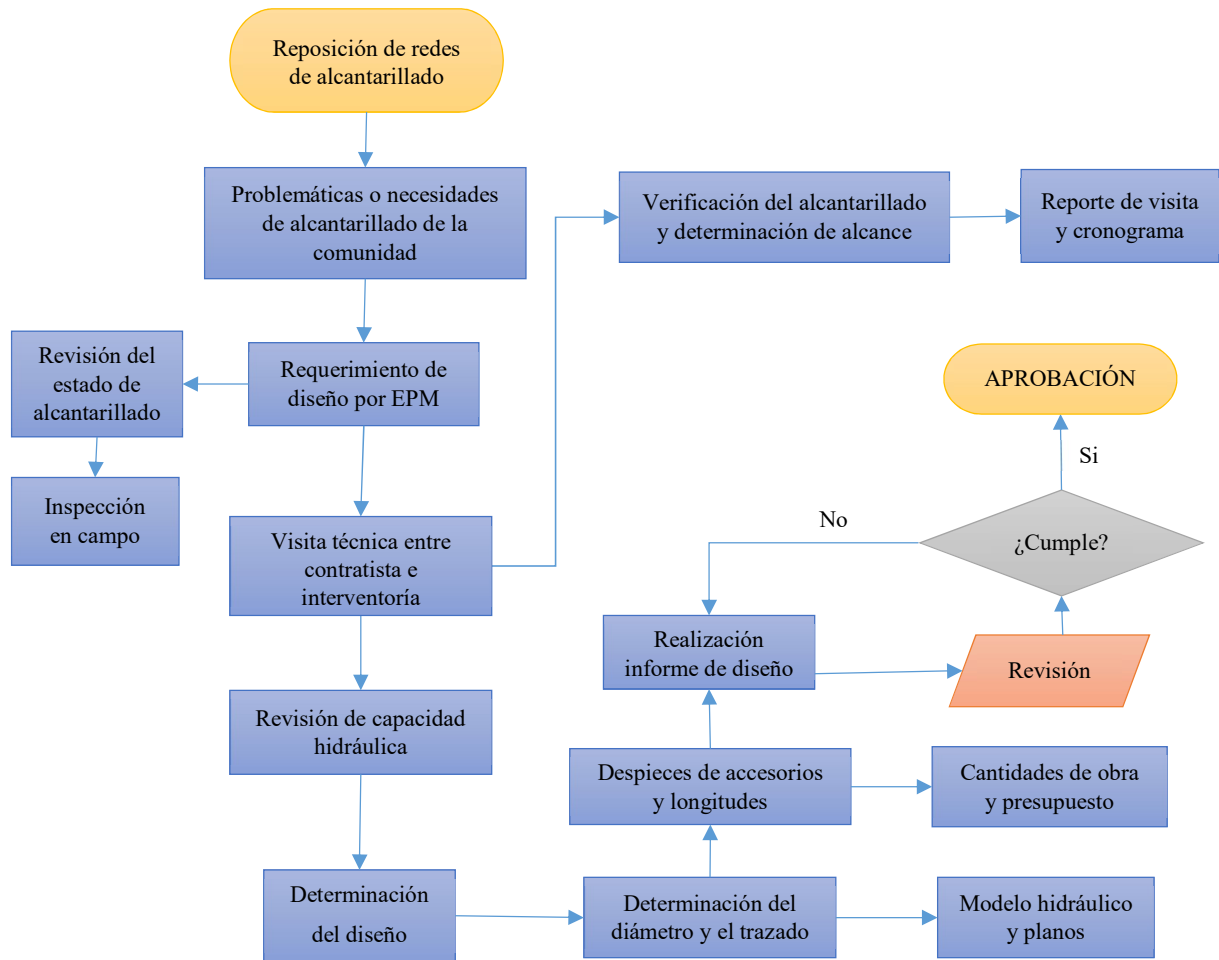 Reposición de redes
de alcantarillado
Problemáticas o necesidades
de alcantarillado de la
comunidad
Verificación del alcantarillado
y determinación de alcance
Reporte de visita
y cronograma
Revisión del
estado de
alcantarillado
Requerimiento de
diseño por EPM
APROBACIÓN
Si
Inspección
en campo
Visita técnica entre
contratista e
interventoría
No
¿Cumple?
Realización
informe de diseño
Revisión
Revisión de capacidad
hidráulica
Despieces de accesorios
y longitudes
Cantidades de obra
y presupuesto
Determinación
del diseño
Determinación del
diámetro y el trazado
Modelo hidráulico
y planos